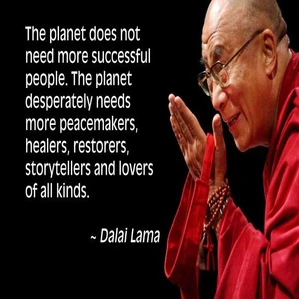 The planet does not
need more successful
people. The planet
desperately needs
more peacemakers,
healers, restorers,
storytellers and lovers
of all kinds.
~ Dalai Lama